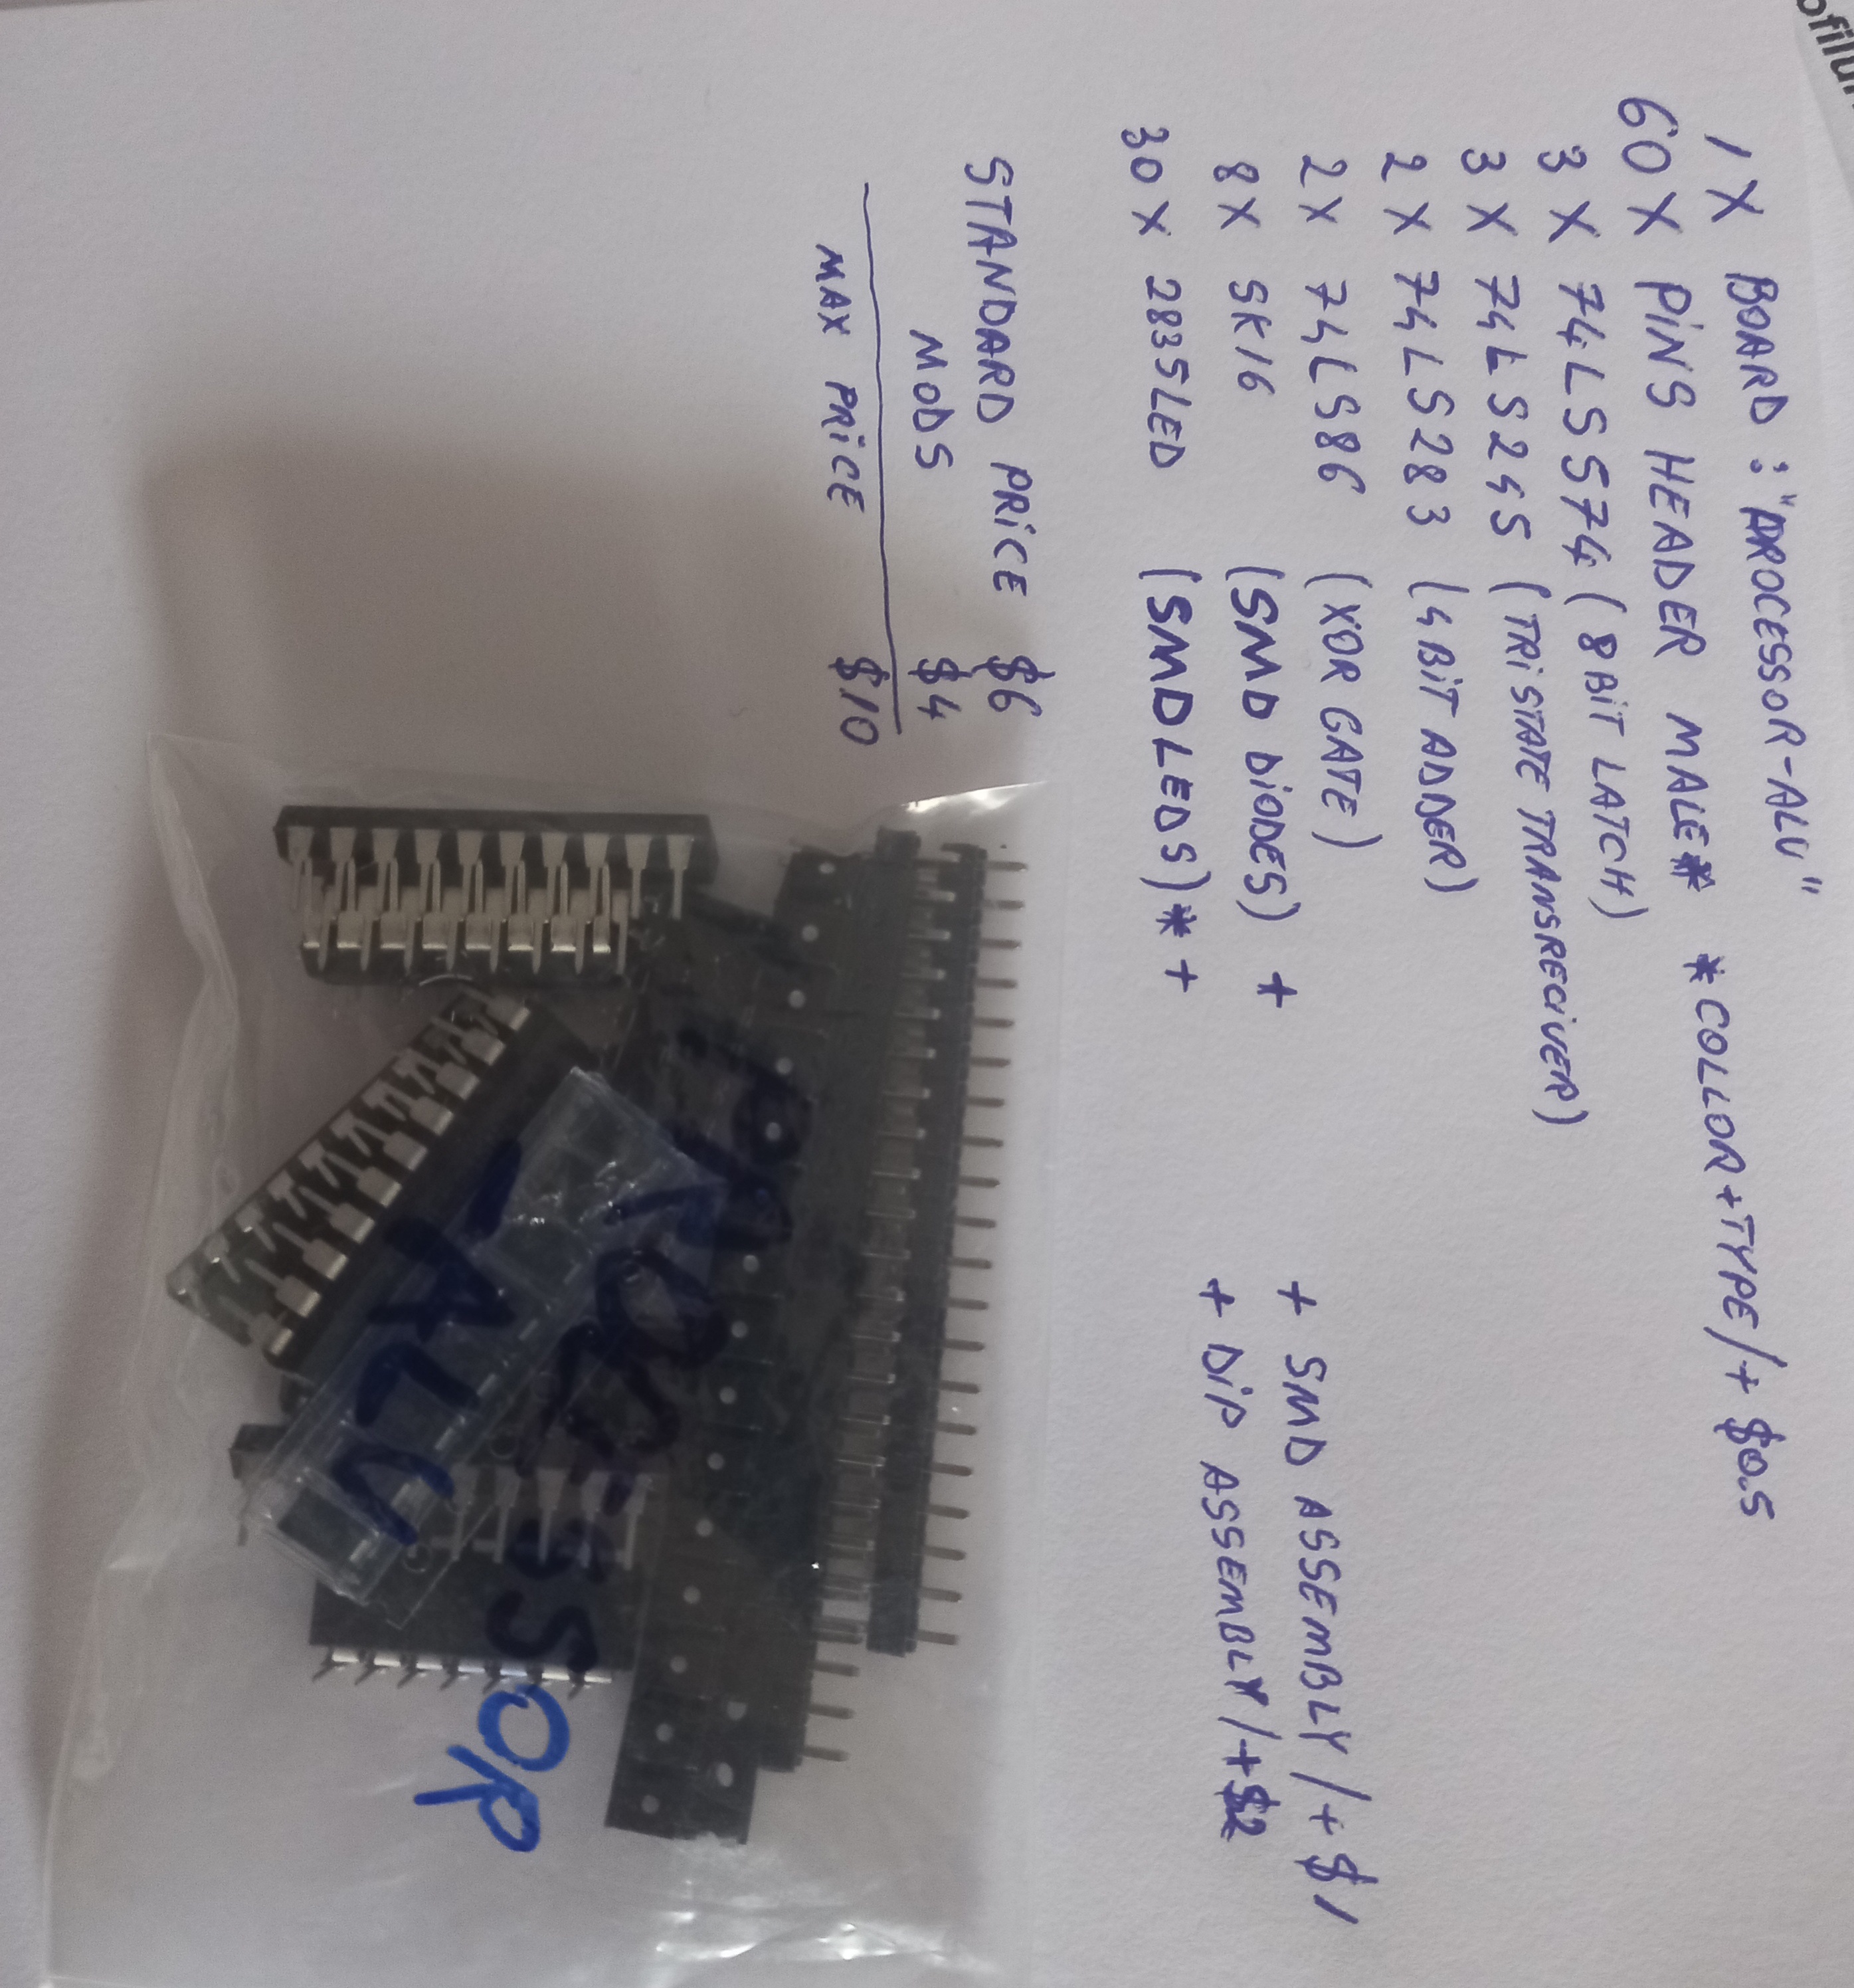 1X BOARD : "PROCESSOR-ALU"
60X PINS HEADER MALE* *COLLOR+TYPE/+ $0.5
3X 74LS574 (8 BIT LATCH)
3X 74LS245 (TRI STATE TRANSRECIVER)
2X 74LS283 (4 BIT ADDER)
2X 74LS86 (XOR GATE)
8X SK16 (SMD DIODES) + + SMD ASSEMBLY/+ $1
30X 2835LED (SMD LEDS)*+ + DIP ASSEMBLY/+$2
STANDARD PRICE $6
MODS $4
MAX PRICE $10
PROCESSOR
ALU